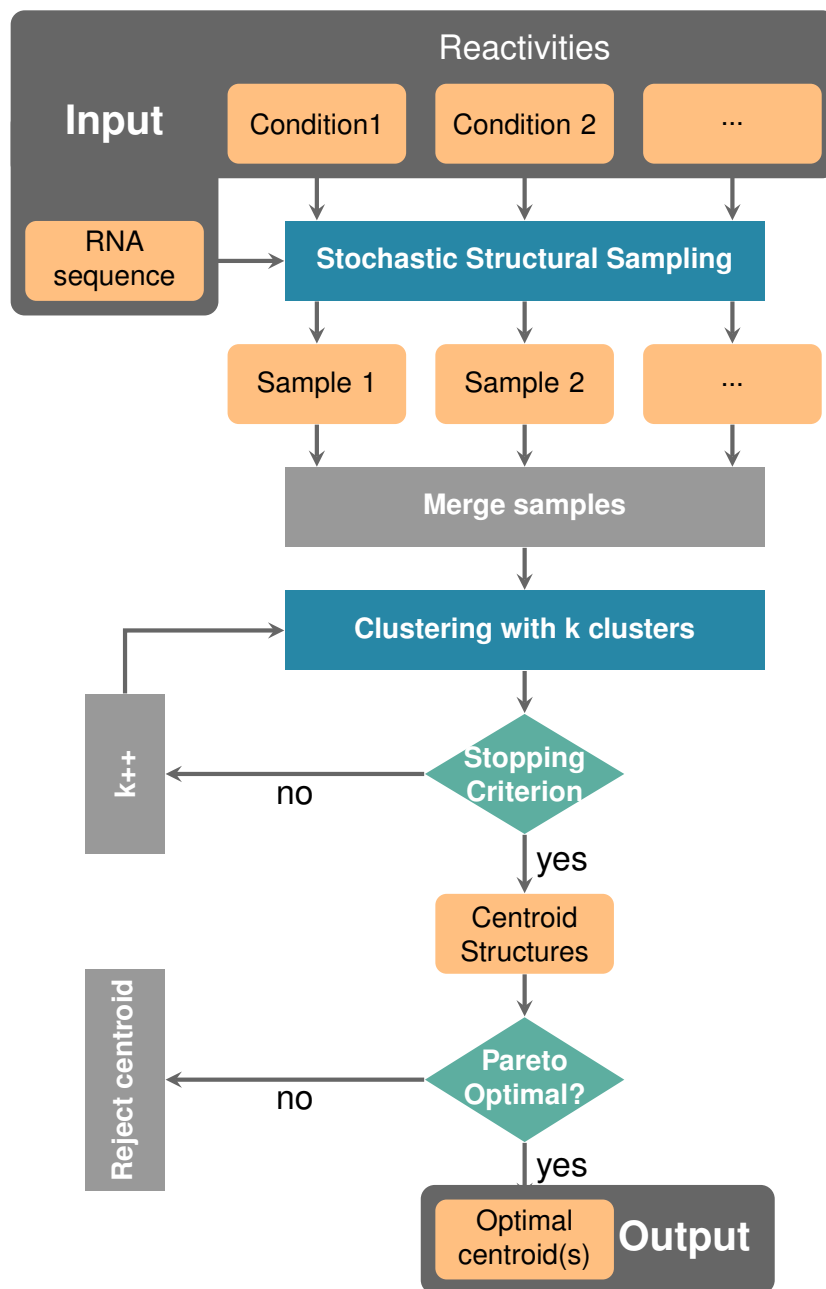 Reactivities
Input
Condition1
Condition 2
...
RNA
sequence
Stochastic Structural Sampling
Sample 1
Sample 2
...
Merge samples
Clustering with k clusters
k++
Stopping
Criterion
no
yes
Centroid
Structures
Reject centroid
Pareto
Optimal?
no
yes
Optimal
centroid(s)
Output